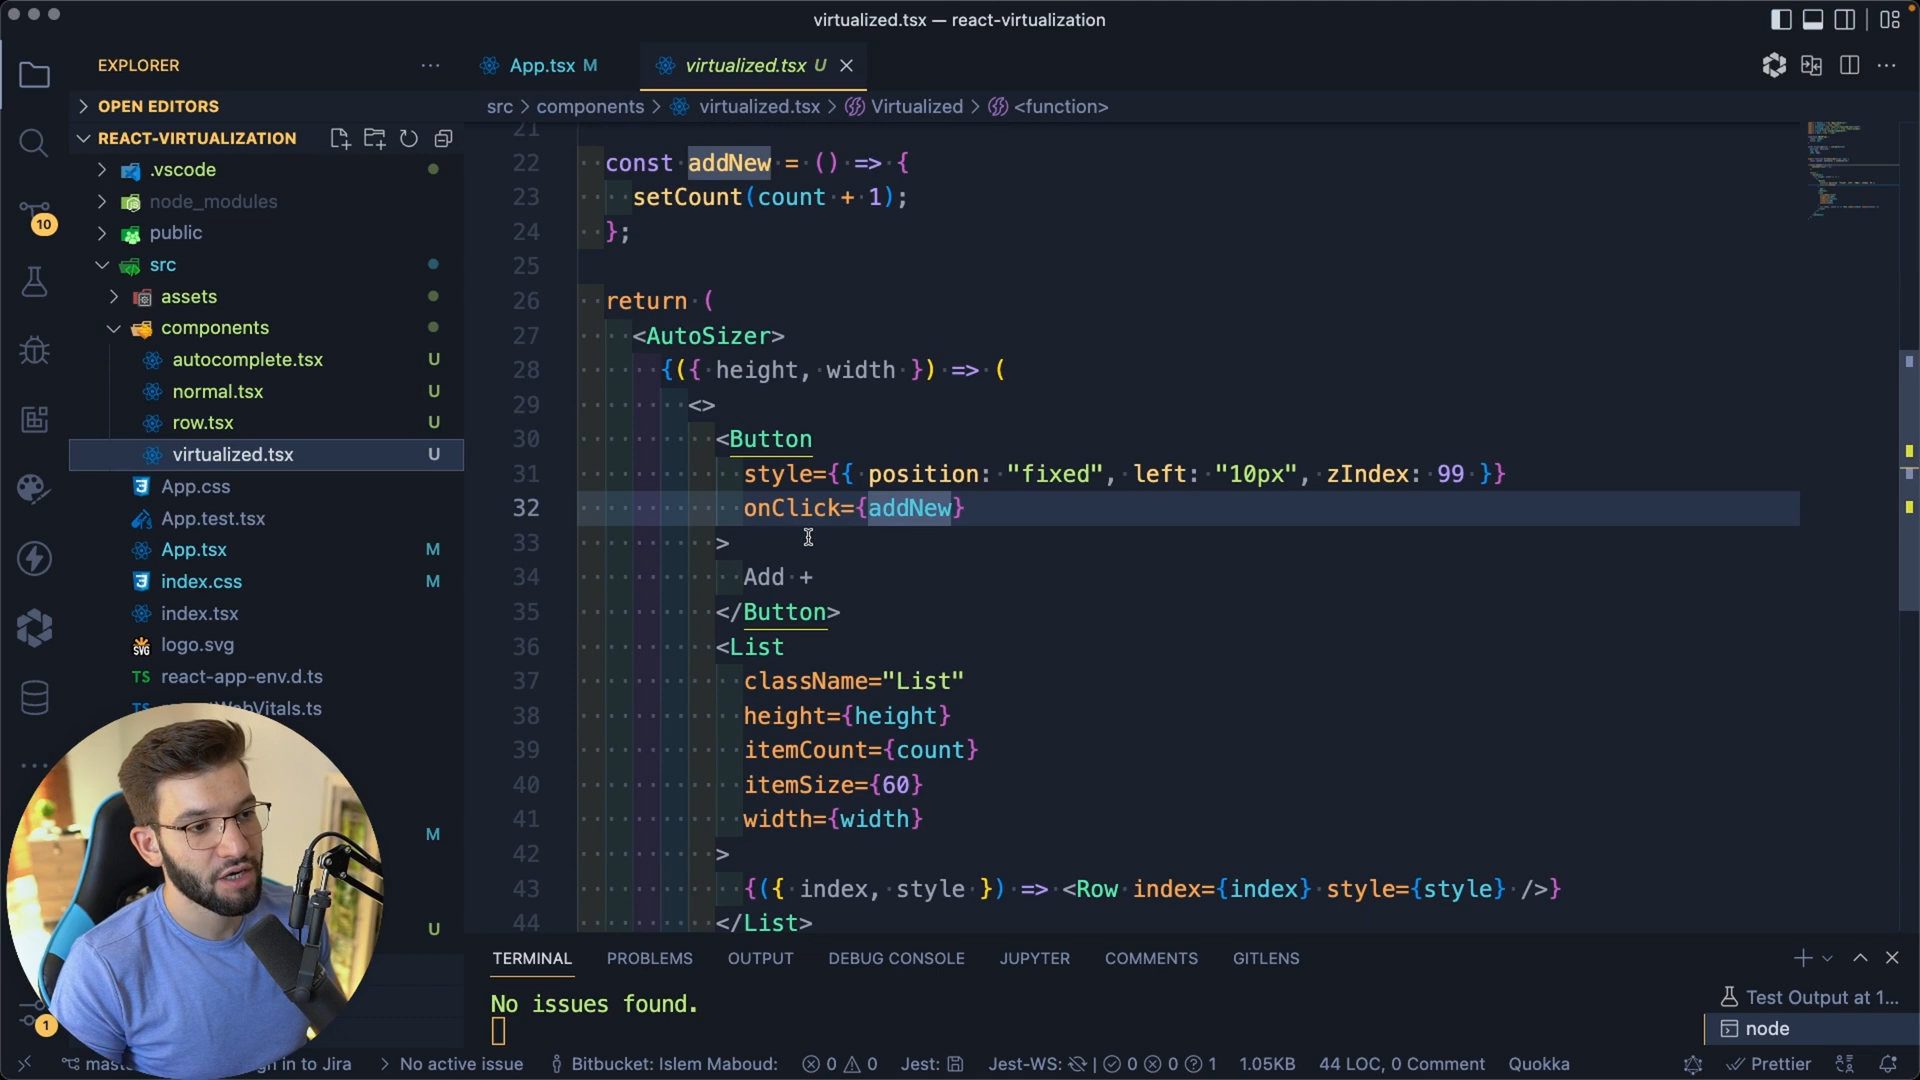 virtualized.tsx — react-virtualization
EXPLORER
OPEN EDITORS
REACT-VIRTUALIZATION
.vscode
node_modules
public
src
assets
components
autocomplete.tsx U
normal.tsx U
row.tsx U
virtualized.tsx U
App.css
App.test.tsx
App.tsx M
index.css M
index.tsx
logo.svg
TS react-app-env.d.ts
M
U
10
1
App.tsx M
virtualized.tsx U
src > components > virtualized.tsx > Virtualized > <function>
21
22 const addNew = () => {
23 setCount(count + 1);
24 };
25
26 return (
27 <AutoSizer>
28 {({ height, width }) => (
29 <>
30 <Button
31 style={{ position: "fixed", left: "10px", zIndex: 99 }}
32 onClick={addNew}
33 >
34 Add +
35 </Button>
36 <List
37 className="List"
38 height={height}
39 itemCount={count}
40 itemSize={60}
41 width={width}
42 >
43 {({ index, style }) => <Row index={index} style={style} />}
44 </List>
TERMINAL PROBLEMS OUTPUT DEBUG CONSOLE JUPYTER COMMENTS GITLENS
No issues found.
Test Output at 1...
node
in to Jira > No active issue Bitbucket: Islem Maboud: 0 0 Jest: Jest-WS: | 0 0 1 1.05KB 44 LOC, 0 Comment Quokka Prettier